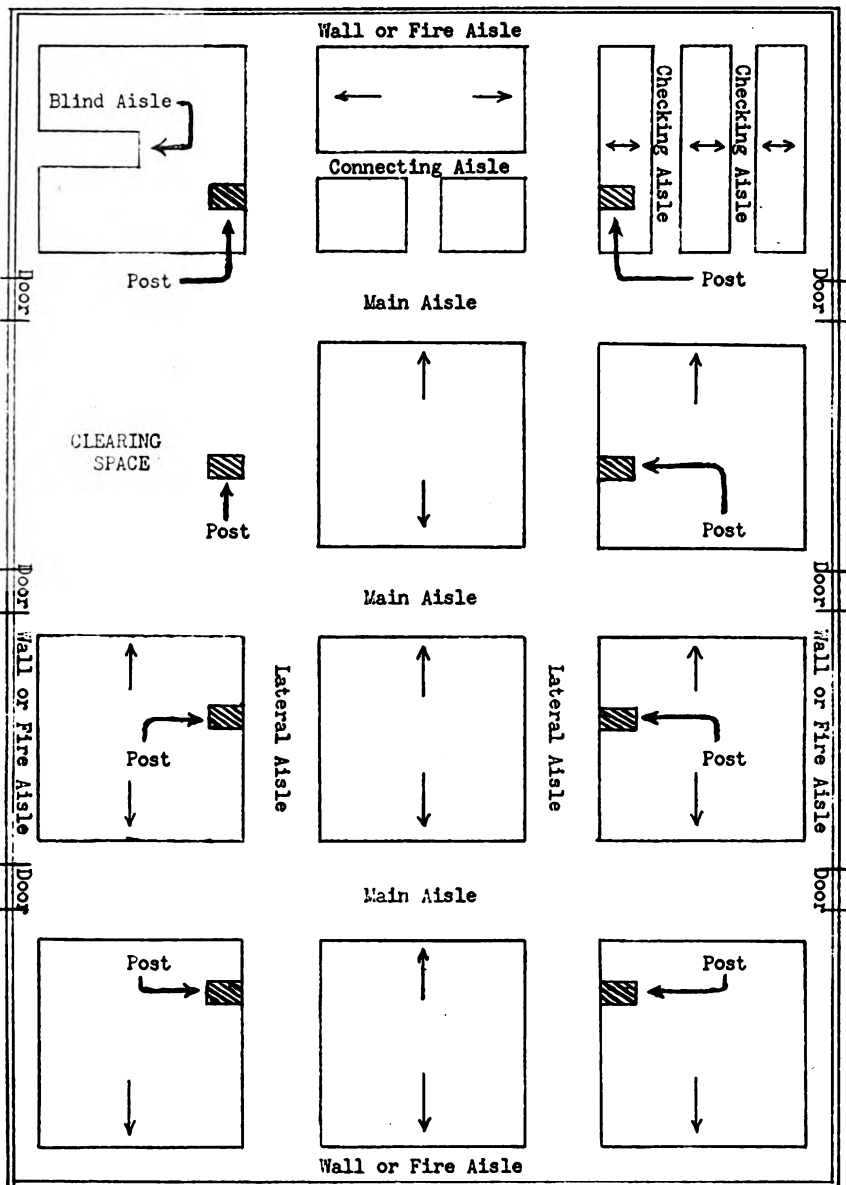 Wall or Fire Aisle
Blind Aisle
Checking Aisle
Checking Aisle
Connecting Aisle
Post
Post
Door
Door
Main Aisle
CLEARING
SPACE
Post
Post
Door
Door
Main Aisle
Wall or Fire Aisle
Lateral Aisle
Lateral Aisle
Wall or Fire Aisle
Post
Post
Door
Door
Main Aisle
Post
Post
Wall or Fire Aisle